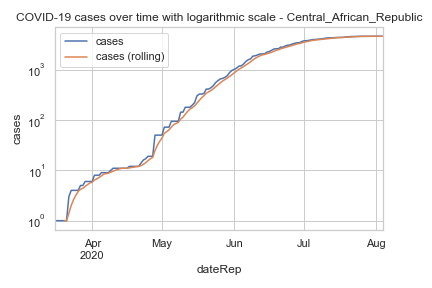 COVID-19 cases over time with logarithmic scale - Central_African_Republic
cases
cases (rolling)
10^3
10^2
10^1
10^0
cases
Apr May Jun Jul Aug
2020
dateRep